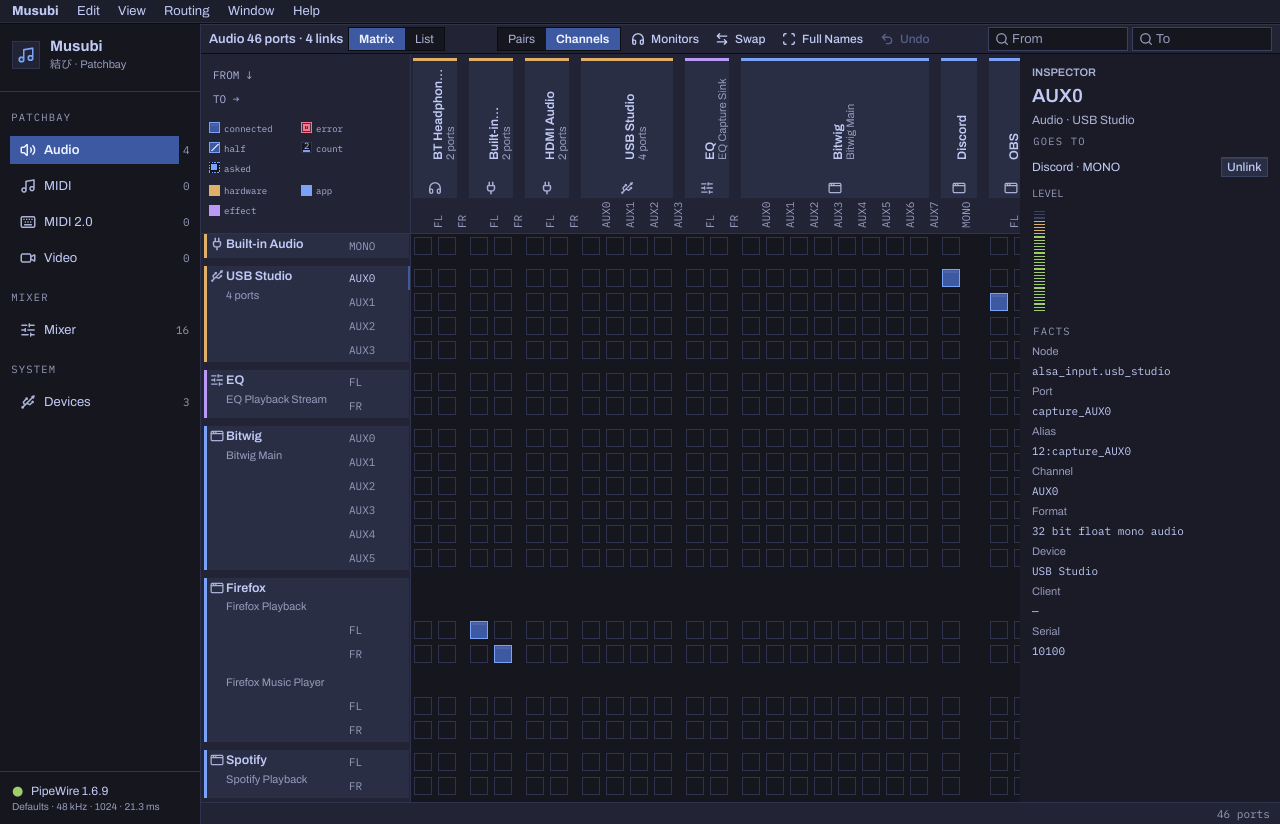 Musubi Edit View Routing Window Help
Musubi
結び · Patchbay
PATCHBAY
Audio 4
MIDI 0
MIDI 2.0 0
Video 0
MIXER
Mixer 16
SYSTEM
Devices 3
PipeWire 1.6.9
Defaults · 48 kHz · 1024 · 21.3 ms
Audio 46 ports · 4 links Matrix List Pairs Channels Monitors Swap Full Names Undo From To
FROM ↓
TO →
connected error
half 2 count
asked
hardware app
effect
BT Headphon…
2 ports
Built-in…
2 ports
HDMI Audio
2 ports
USB Studio
4 ports
EQ
EQ Capture Sink
Bitwig
Bitwig Main
Discord
OBS
FL FR FL FR FL FR AUX0 AUX1 AUX2 AUX3 FL FR AUX0 AUX1 AUX2 AUX3 AUX4 AUX5 AUX6 AUX7 MONO FL
Built-in Audio MONO
USB Studio AUX0
4 ports AUX1
AUX2
AUX3
EQ FL
EQ Playback Stream FR
Bitwig AUX0
Bitwig Main AUX1
AUX2
AUX3
AUX4
AUX5
Firefox
Firefox Playback
FL
FR
Firefox Music Player
FL
FR
Spotify FL
Spotify Playback FR
INSPECTOR
AUX0
Audio · USB Studio
GOES TO
Discord · MONO Unlink
LEVEL
FACTS
Node
alsa_input.usb_studio
Port
capture_AUX0
Alias
12:capture_AUX0
Channel
AUX0
Format
32 bit float mono audio
Device
USB Studio
Client
—
Serial
10100
46 ports